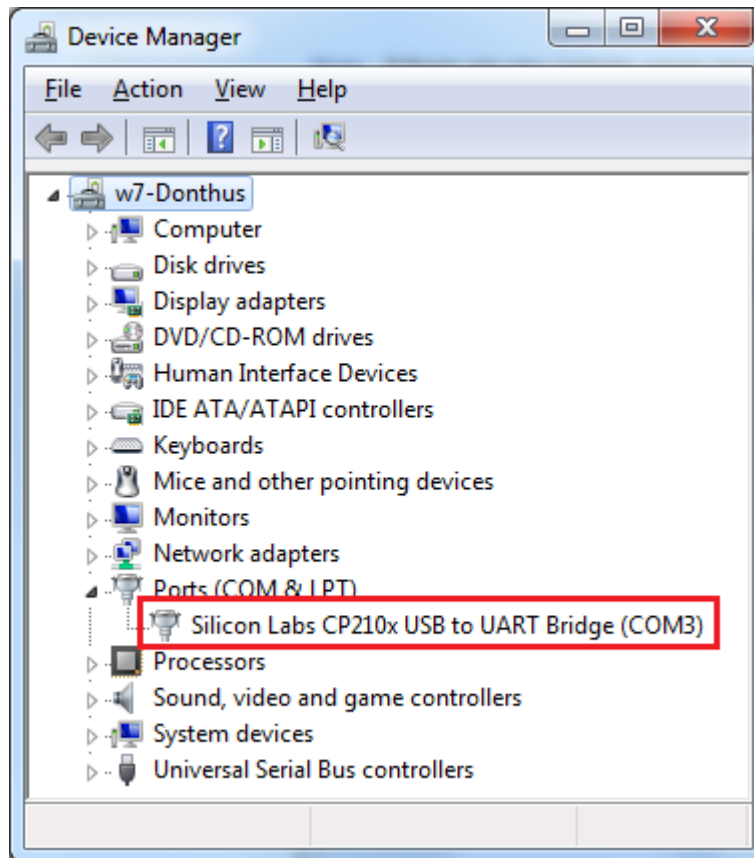 Device Manager
File Action View Help
w7-Donthus
Computer
Disk drives
Display adapters
DVD/CD-ROM drives
Human Interface Devices
IDE ATA/ATAPI controllers
Keyboards
Mice and other pointing devices
Monitors
Network adapters
Ports (COM & LPT)
Silicon Labs CP210x USB to UART Bridge (COM3)
Processors
Sound, video and game controllers
System devices
Universal Serial Bus controllers